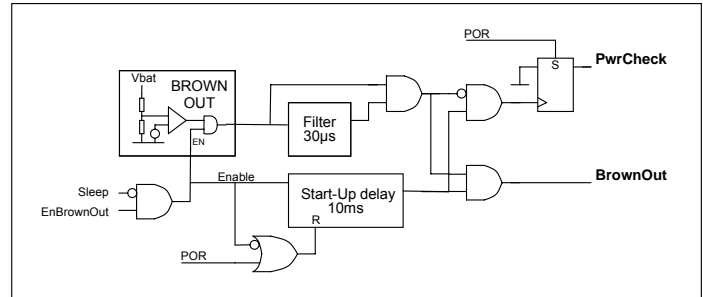 POR
S
PwrCheck
Vbat
BROWN
OUT
EN
Filter
30µs
BrownOut
Sleep
EnBrownOut
Enable
Start-Up delay
10ms
R
POR